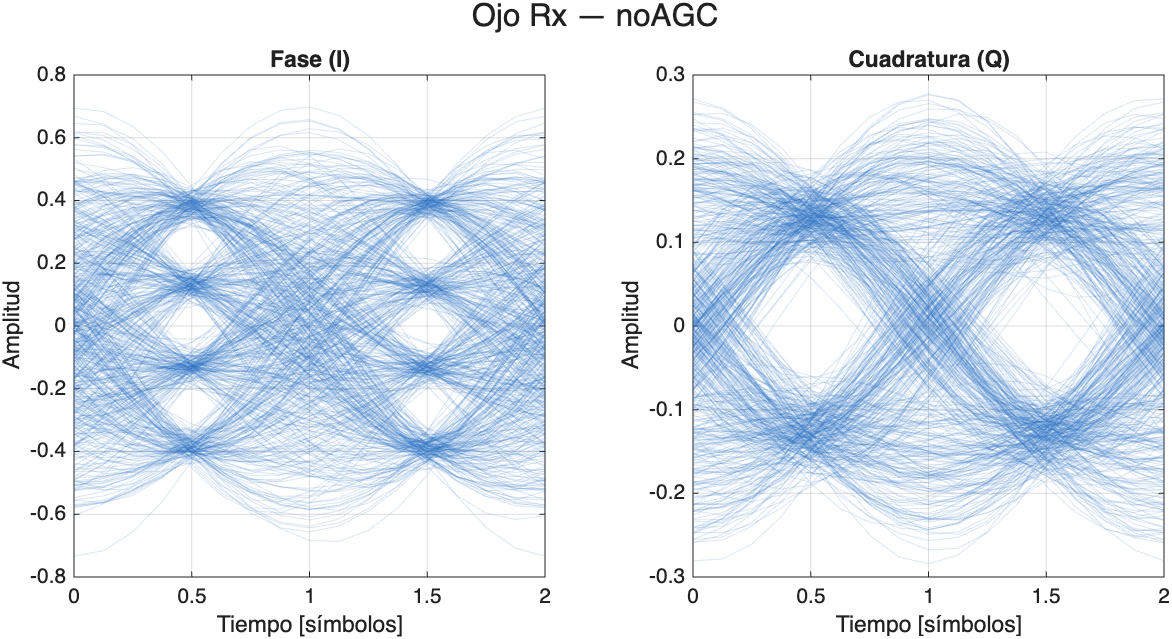 Ojo Rx — noAGC
Fase (I)
0.8
0.6
0.4
0.2
0
-0.2
-0.4
-0.6
-0.8
Amplitud
0 0.5 1 1.5 2
Tiempo [símbolos]
Cuadratura (Q)
0.3
0.2
0.1
0
-0.1
-0.2
-0.3
Amplitud
0 0.5 1 1.5 2
Tiempo [símbolos]